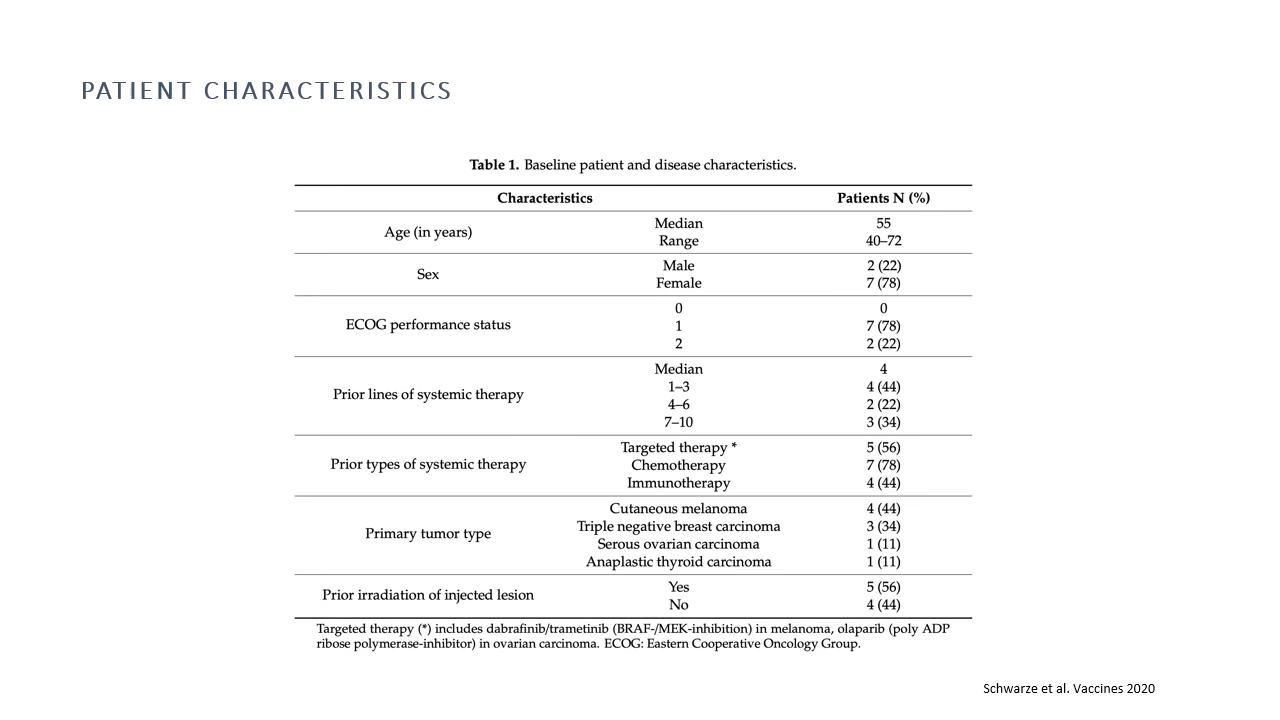 PATIENT CHARACTERISTICS
Table 1. Baseline patient and disease characteristics.
Characteristics Patients N (%)
Age (in years) Median 55
Range 40–72
Sex Male 2 (22)
Female 7 (78)
ECOG performance status 0 0
1 7 (78)
2 2 (22)
Prior lines of systemic therapy Median 4
1–3 4 (44)
4–6 2 (22)
7–10 3 (34)
Prior types of systemic therapy Targeted therapy * 5 (56)
Chemotherapy 7 (78)
Immunotherapy 4 (44)
Primary tumor type Cutaneous melanoma 4 (44)
Triple negative breast carcinoma 3 (34)
Serous ovarian carcinoma 1 (11)
Anaplastic thyroid carcinoma 1 (11)
Prior irradiation of injected lesion Yes 5 (56)
No 4 (44)
Targeted therapy (*) includes dabrafinib/trametinib (BRAF-/MEK-inhibition) in melanoma, olaparib (poly ADP
ribose polymerase-inhibitor) in ovarian carcinoma. ECOG: Eastern Cooperative Oncology Group.
Schwarze et al. Vaccines 2020